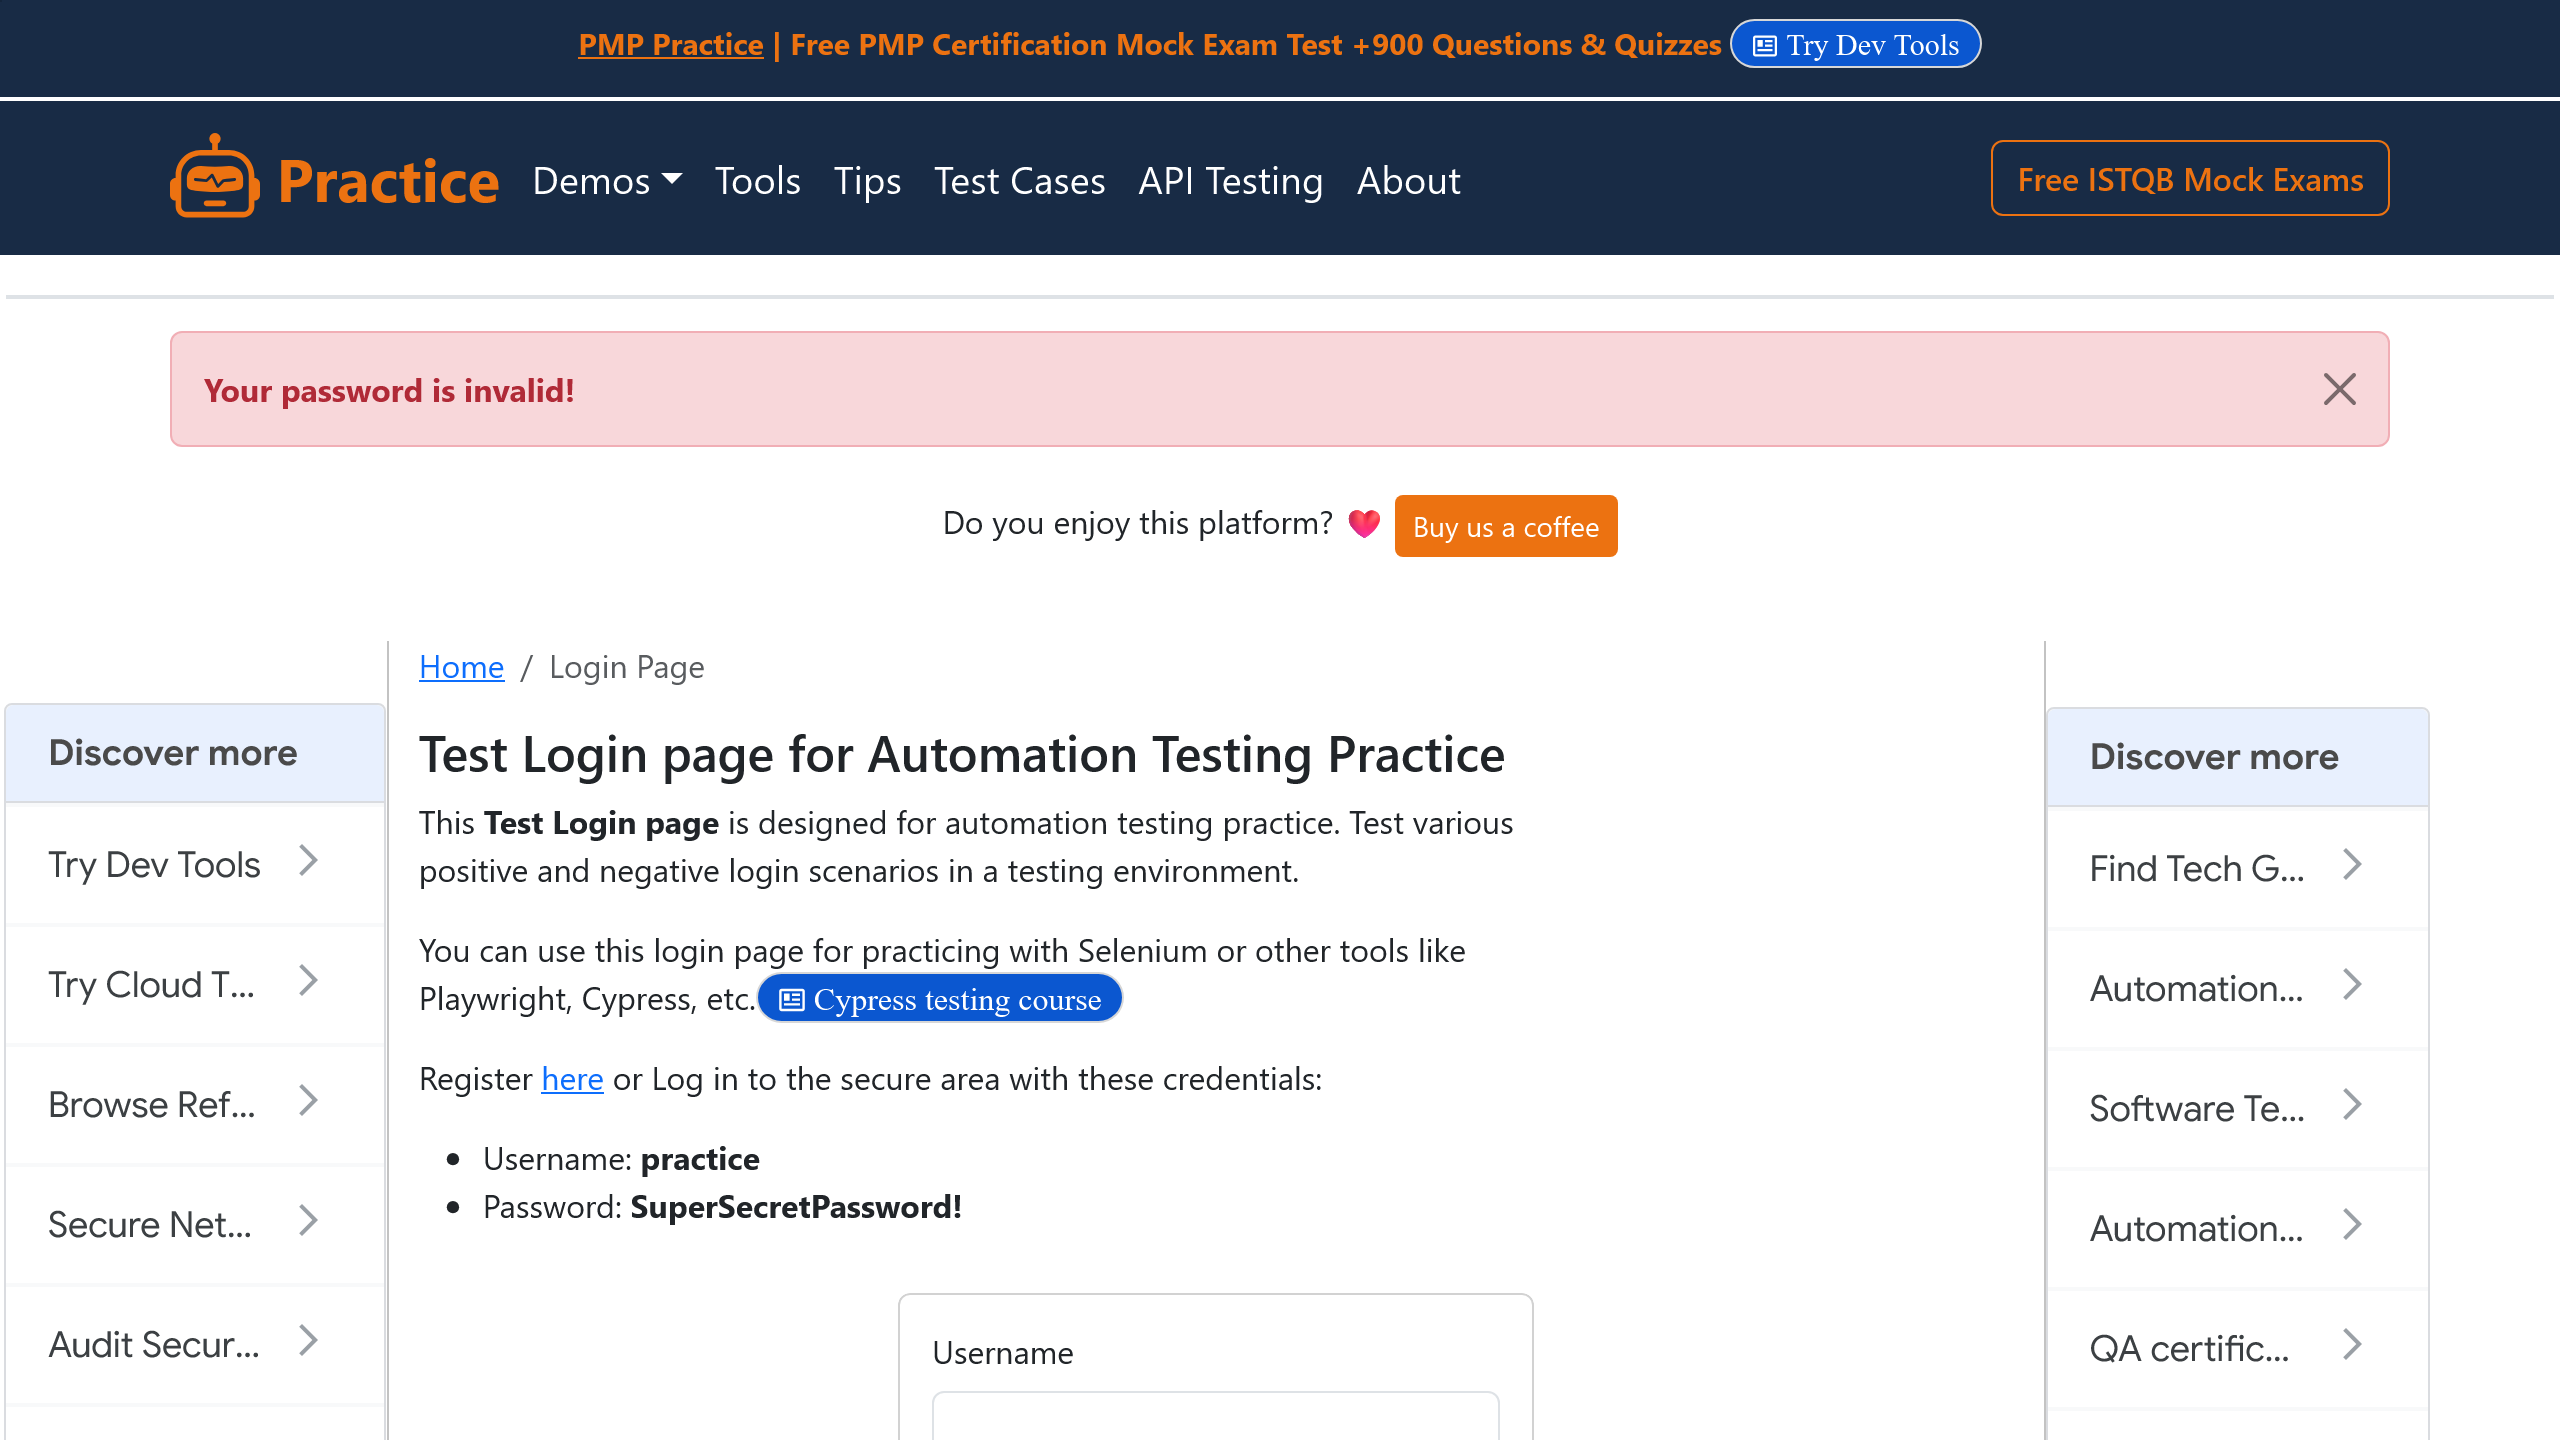 PMP Practice | Free PMP Certification Mock Exam Test +900 Questions & Quizzes Try Dev Tools
Practice Demos Tools Tips Test Cases API Testing About Free ISTQB Mock Exams
Your password is invalid!
Do you enjoy this platform? Buy us a coffee
Home / Login Page
Discover more
Try Dev Tools
Try Cloud T...
Browse Ref...
Secure Net...
Audit Secur...
Test Login page for Automation Testing Practice
This Test Login page is designed for automation testing practice. Test various
positive and negative login scenarios in a testing environment.
You can use this login page for practicing with Selenium or other tools like
Playwright, Cypress, etc. Cypress testing course
Register here or Log in to the secure area with these credentials:
Username: practice
Password: SuperSecretPassword!
Username
Discover more
Find Tech G...
Automation...
Software Te...
Automation...
QA certific...